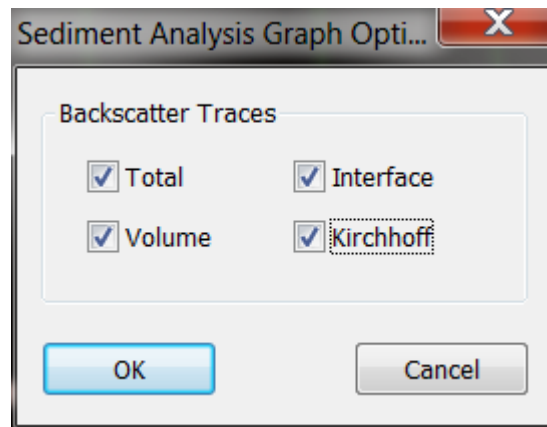 Sediment Analysis Graph Opti...
Backscatter Traces
Total Interface
Volume Kirchhoff
OK Cancel